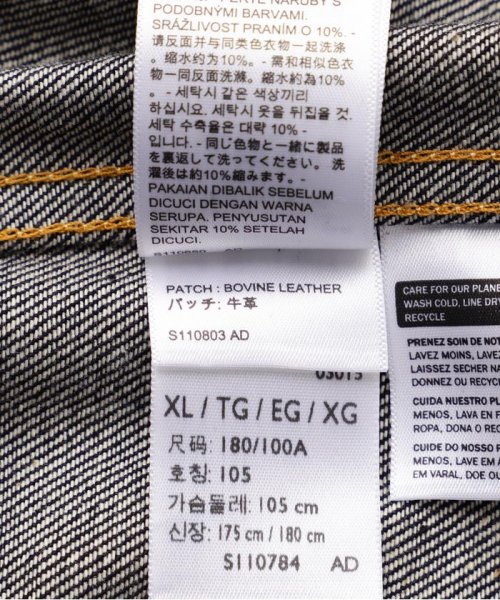 PODOBNÝMI BARVAMI.
SRÁŽLIVOST PRANÍM O 10%. -
请反面并与同类色衣物一起洗涤
。缩水约为10%。- 需和相似色衣
物一同反面洗滌。縮水約為10%
。- 세탁시 같은 색상끼리
하십시요. 세탁시 옷을 뒤집을 것.
세탁 수축율은 대략 10% -
입니다. - 同じ色物と一緒に製品
を裏返して洗ってください。洗
濯後は約10%縮みます。-
PAKAIAN DIBALIK SEBELUM
DICUCI DENGAN WARNA
SERUPA. PENYUSUTAN
SEKITAR 10% SETELAH
DICUCI.
PATCH : BOVINE LEATHER
パッチ : 牛革
S110803 AD
03015
XL / TG / EG / XG
尺码: 180/100A
호칭: 105
가슴둘레: 105 cm
신장: 175 cm / 180 cm
S110784 AD
CARE FOR OUR PLANE
WASH COLD, LINE DRY
RECYCLE
PRENEZ SOIN DE NOT
LAVEZ MOINS, LAVEZ
LAISSEZ SECHER NA
DONNEZ OU RECYC
CUIDA NUESTRO PL
MENOS, LAVA EN F
ROPA, DONA O REC
CUIDE DO NOSSO
MENOS, LAVE EM
EM VARAL, DOE OU